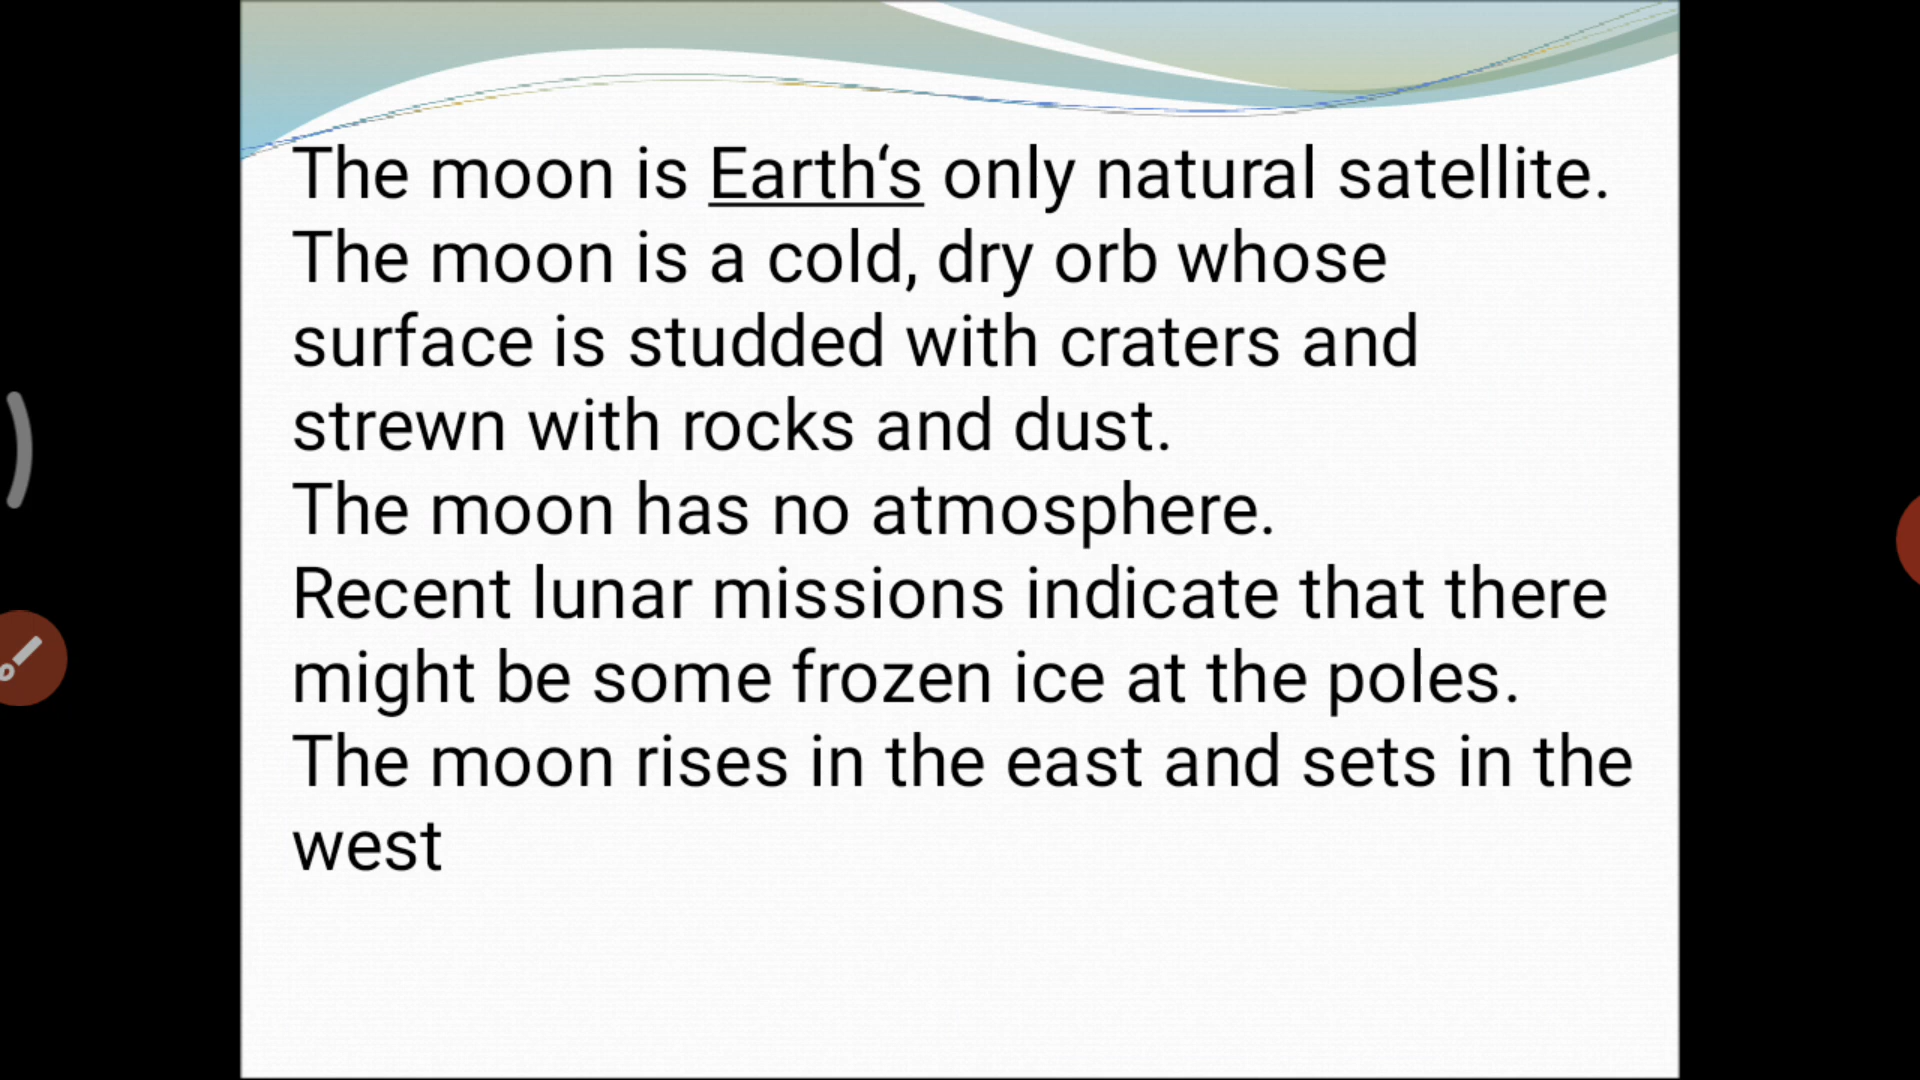 The moon is Earth‘s only natural satellite.
The moon is a cold, dry orb whose
surface is studded with craters and
strewn with rocks and dust.
The moon has no atmosphere.
Recent lunar missions indicate that there
might be some frozen ice at the poles.
The moon rises in the east and sets in the
west